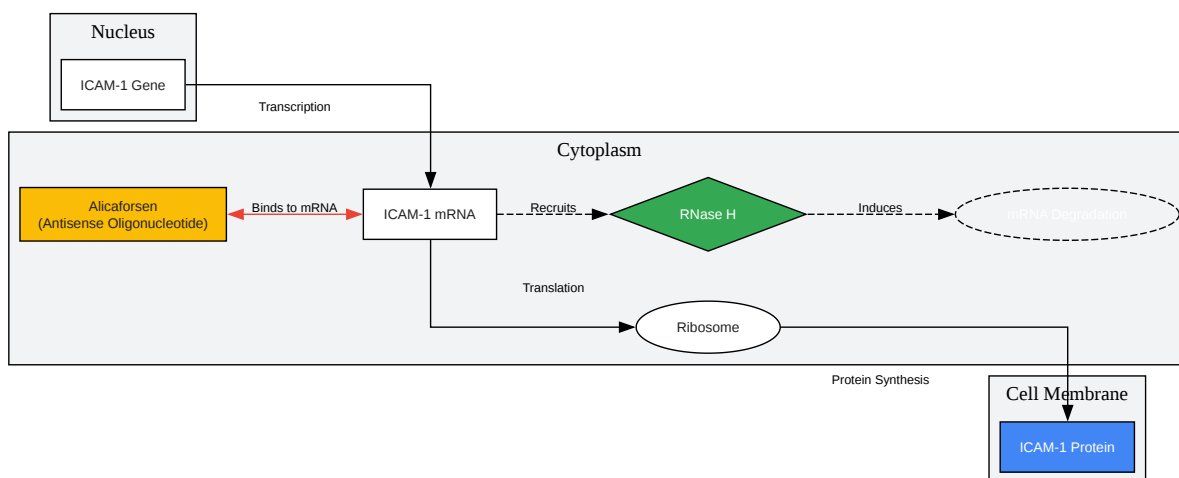 Nucleus
ICAM-1 Gene
Transcription
Cytoplasm
Alicaforsen
(Antisense Oligonucleotide)
Binds to mRNA
ICAM-1 mRNA
Recruits
RNase H
Induces
mRNA Degradation
Translation
Ribosome
Protein Synthesis
Cell Membrane
ICAM-1 Protein